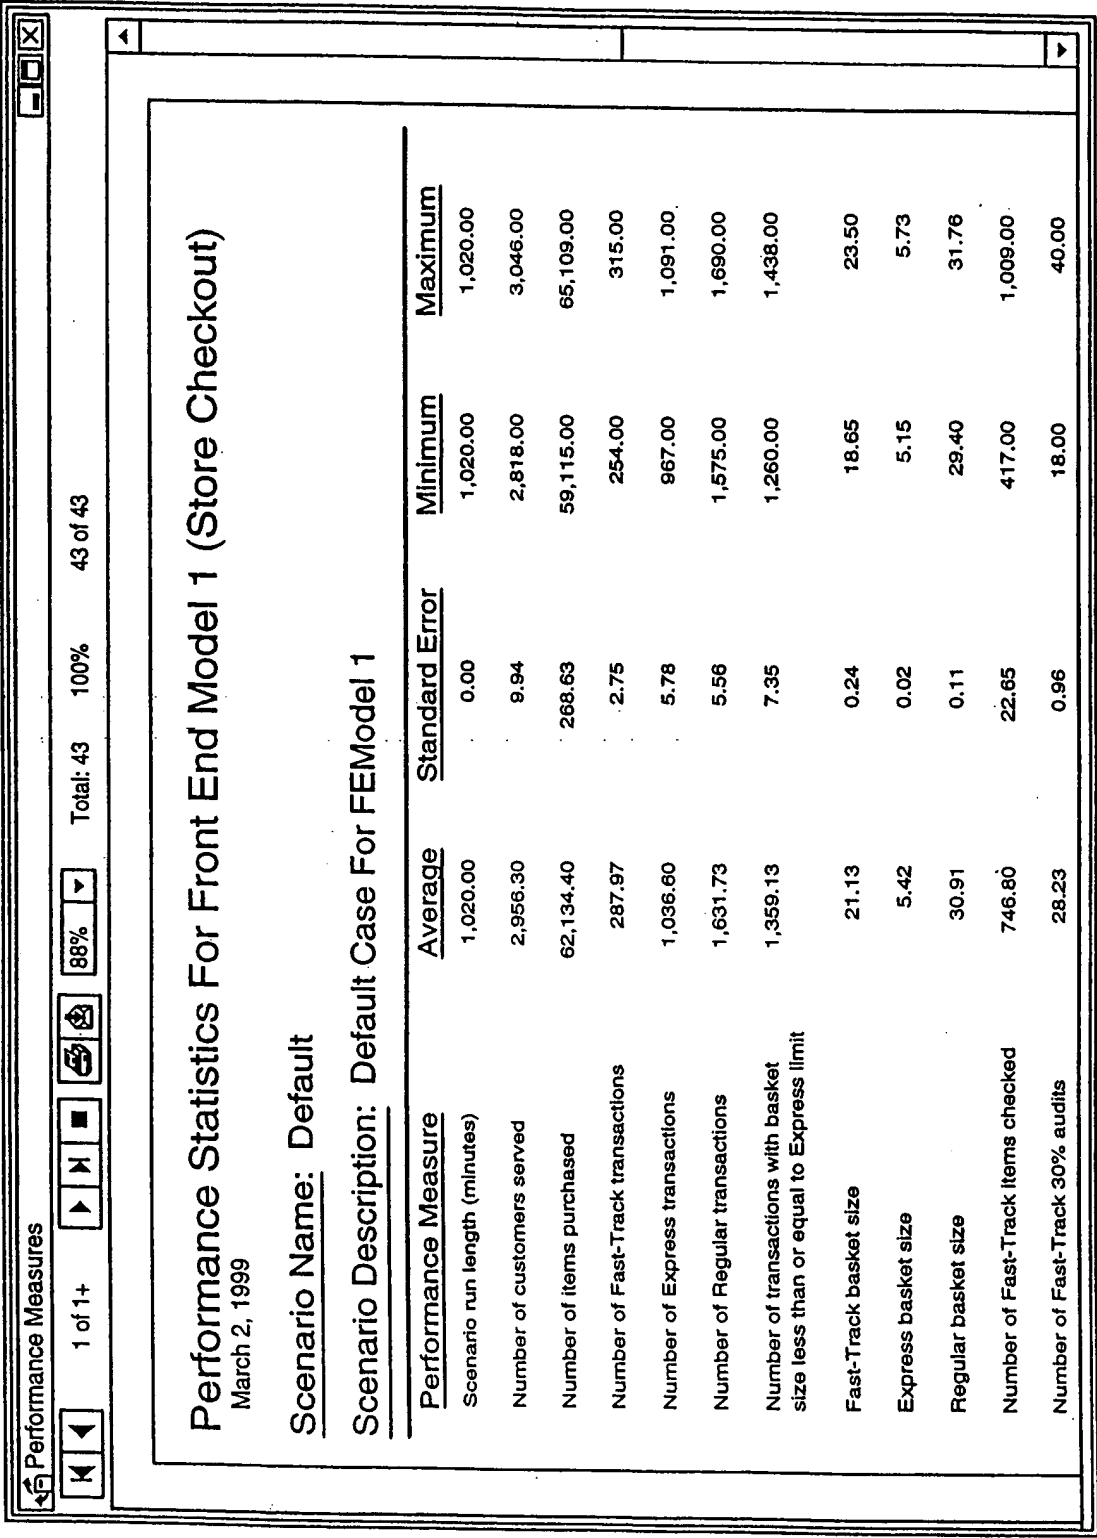 Performance Measures
1 of 1+ 88% Total: 43 100% 43 of 43
Performance Statistics For Front End Model 1 (Store Checkout)
March 2, 1999
Scenario Name: Default
Scenario Description: Default Case For FEModel 1
Performance Measure Average Standard Error Minimum Maximum
Scenario run length (minutes) 1,020.00 0.00 1,020.00 1,020.00
Number of customers served 2,956.30 9.94 2,818.00 3,046.00
Number of items purchased 62,134.40 268.63 59,115.00 65,109.00
Number of Fast-Track transactions 287.97 2.75 254.00 315.00
Number of Express transactions 1,036.60 5.78 967.00 1,091.00
Number of Regular transactions 1,631.73 5.56 1,575.00 1,690.00
Number of transactions with basket 1,359.13 7.35 1,260.00 1,438.00
size less than or equal to Express limit
Fast-Track basket size 21.13 0.24 18.65 23.50
Express basket size 5.42 0.02 5.15 5.73
Regular basket size 30.91 0.11 29.40 31.76
Number of Fast-Track items checked 746.80 22.65 417.00 1,009.00
Number of Fast-Track 30% audits 28.23 0.96 18.00 40.00